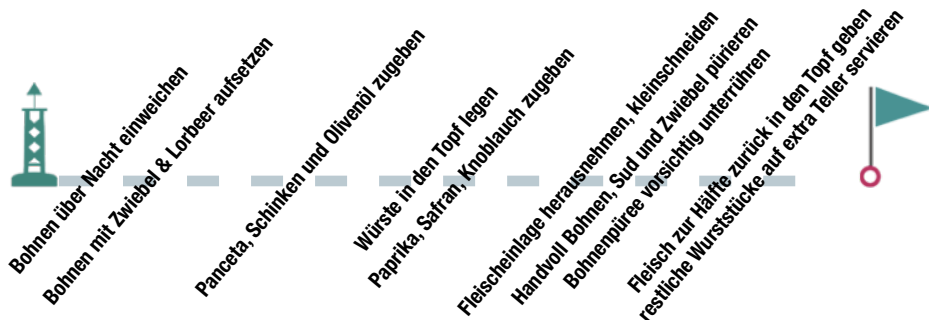 Bohnen über Nacht einweichen
Bohnen mit Zwiebel & Lorbeer aufsetzen
Panceta, Schinken und Olivenöl zugeben
Würste in den Topf legen
Paprika, Safran, Knoblauch zugeben
Fleischeinlage herausnehmen, kleinschneiden
Handvoll Bohnen, Sud und Zwiebel pürieren
Bohnenpüree vorsichtig unterrühren
Fleisch zur Hälfte zurück in den Topf geben
restliche Wurststücke auf extra Teller servieren